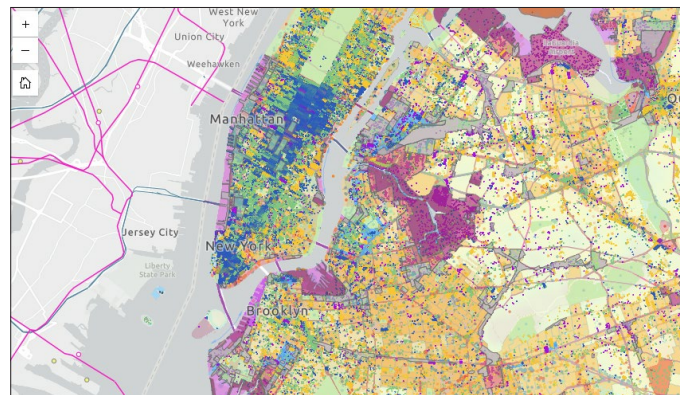 West New
York
+
Union City
−
Weehawken
Manhattan
Jersey City
New York
Liberty
State Park
Brooklyn